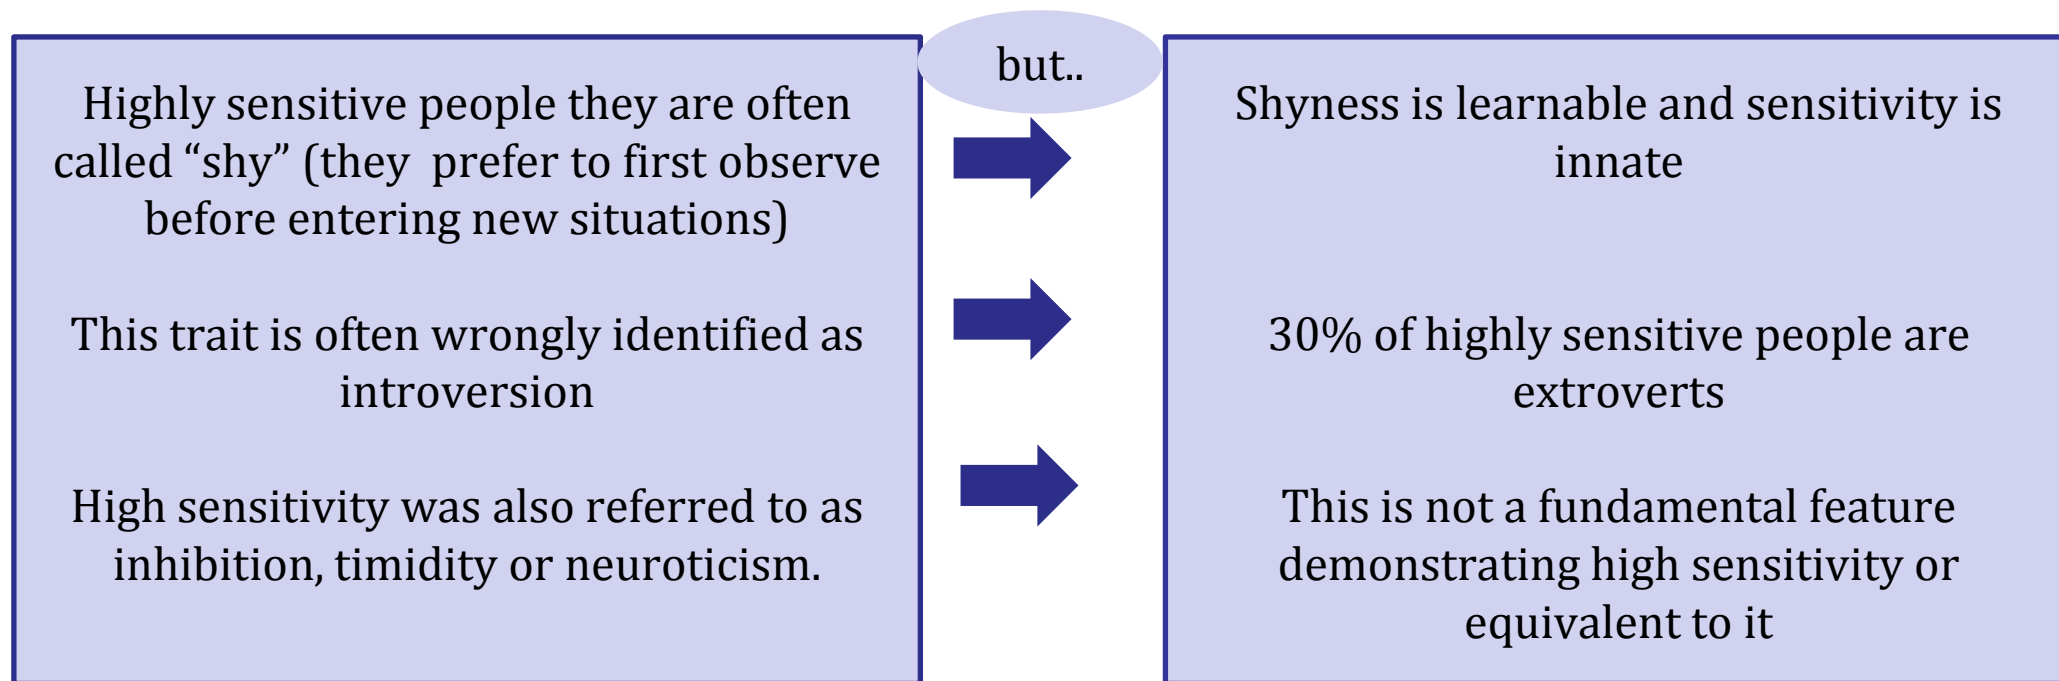 Highly sensitive people they are often
called “shy” (they  prefer to first observe
before entering new situations)
This trait is often wrongly identified as
introversion
High sensitivity was also referred to as
inhibition, timidity or neuroticism.
but..
Shyness is learnable and sensitivity is
innate
30% of highly sensitive people are
extroverts
This is not a fundamental feature
demonstrating high sensitivity or
equivalent to it